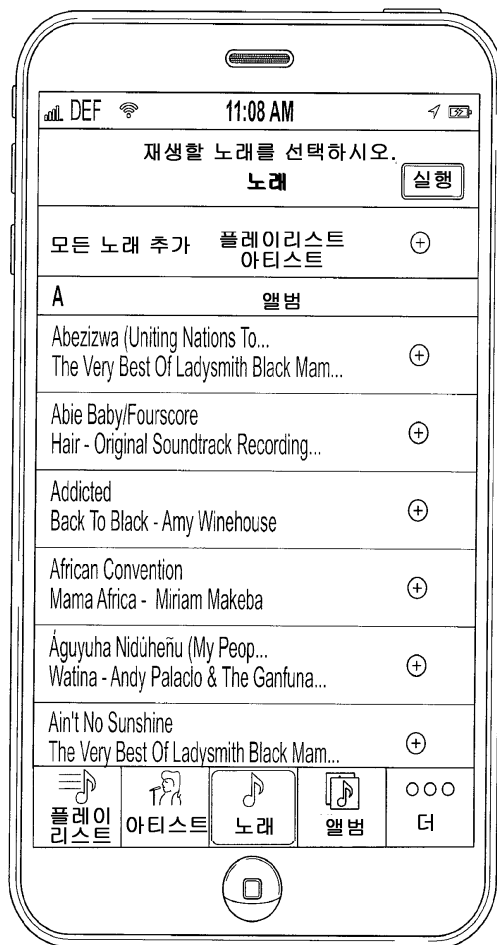 DEF 11:08 AM
재생할 노래를 선택하시오.
노래 실행
모든 노래 추가 플레이리스트
아티스트
A 앨범
Abezizwa (Uniting Nations To...
The Very Best Of Ladysmith Black Mam...
Abie Baby/Fourscore
Hair - Original Soundtrack Recording...
Addicted
Back To Black - Amy Winehouse
African Convention
Mama Africa - Miriam Makeba
Águyuha Nidúheñu (My Peop...
Watina - Andy Palacio & The Ganfuna...
Ain't No Sunshine
The Very Best Of Ladysmith Black Mam...
플레이
리스트 아티스트 노래 앨범 더